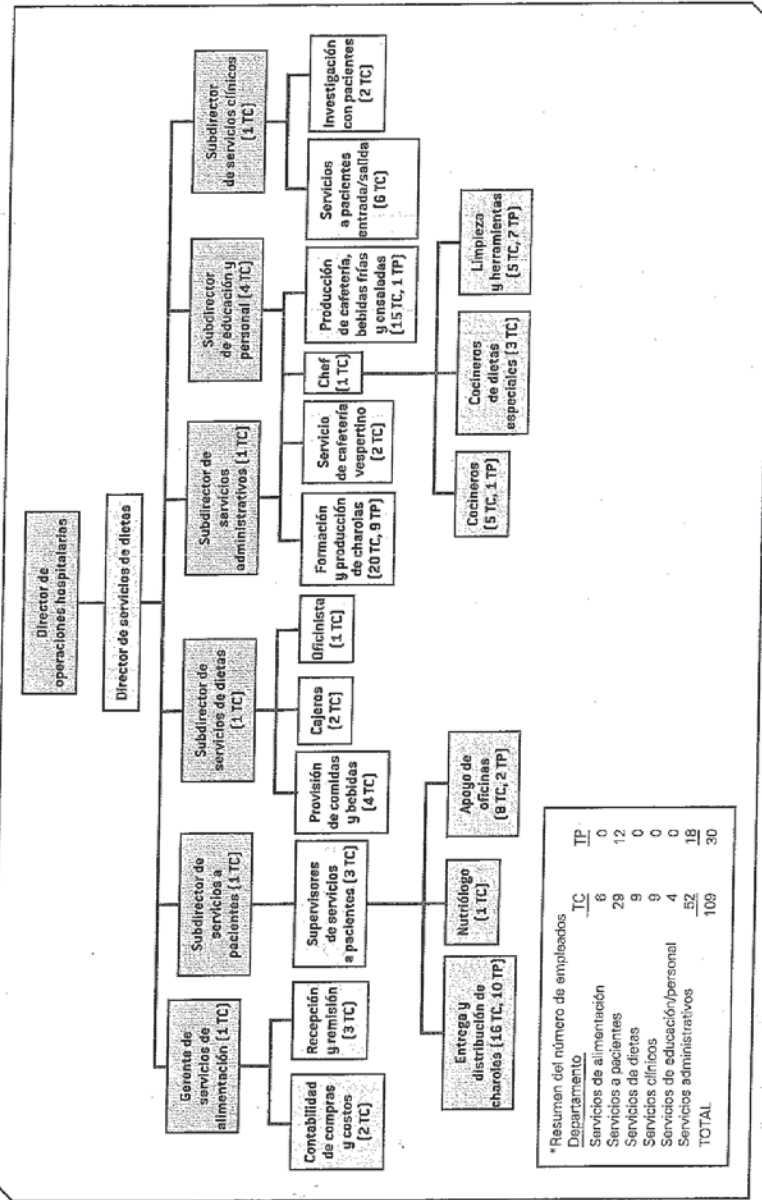 Director de
operaciones hospitalarias
Director de servicios de dietas
Gerente de
servicios de
alimentación (1 TC)
Subdirector de
servicios a
pacientes (1 TC)
Subdirector de
servicios de dietas
(1 TC)
Subdirector de
servicios
administrativos (1 TC)
Subdirector
de educación y
personal (4 TC)
Subdirector
de servicios clínicos
(1 TC)
Contabilidad
de compras
y costos
(2 TC)
Recepción
y remisión
(3 TC)
Supervisores
de servicios
a pacientes (3 TC)
Provisión
de comidas
y bebidas
(4 TC)
Cajeros
(2 TC)
Oficinista
(1 TC)
Formación
y producción
de charolas
(20 TC, 9 TP)
Servicio
de cafetería
vespertino
(2 TC)
Chef
(1 TC)
Producción
de cafetería,
bebidas frías
y ensaladas
(15 TC, 1 TP)
Servicios
a pacientes
entrada/salida
(6 TC)
Investigación
con pacientes
(2 TC)
Entrega y
distribución de
charolas (16 TC, 10 TP)
Nutriólogo
(1 TC)
Apoyo de
oficinas
(8 TC, 2 TP)
Cocineros
(5 TC, 1 TP)
Cocineros
de dietas
especiales (3 TC)
Limpieza
y herramientas
(5 TC, 7 TP)
*Resumen del número de empleados
Departamento TC TP
Servicios de alimentación 6 0
Servicios a pacientes 29 12
Servicios de dietas 9 0
Servicios clínicos 9 0
Servicios de educación/personal 4 0
Servicios administrativos 52 18
TOTAL 109 30